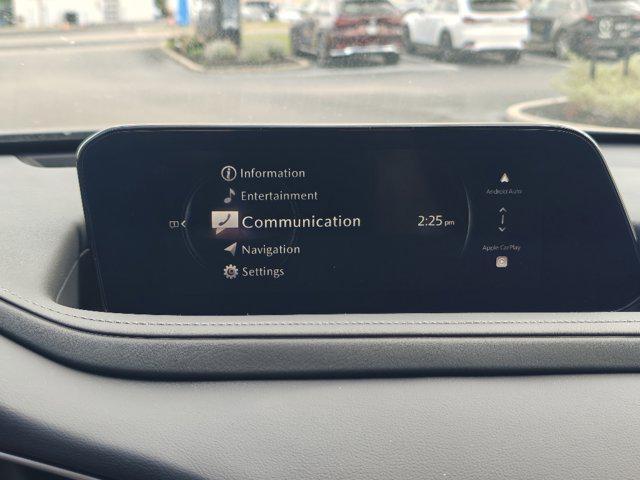 Information
Entertainment
Communication
2:25 pm
Navigation
Settings
Android Auto
Apple CarPlay